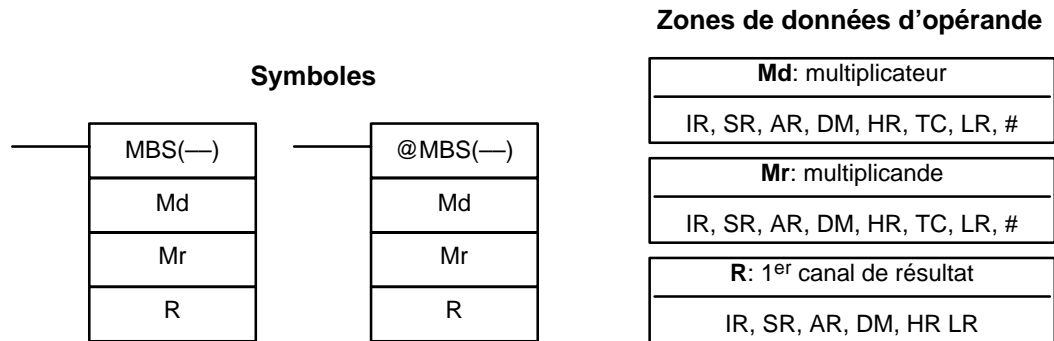 Zones de données d’opérande
Symboles
MBS(—)
Md
Mr
R
@MBS(—)
Md
Mr
R
Md: multiplicateur
IR, SR, AR, DM, HR, TC, LR, #
Mr: multiplicande
IR, SR, AR, DM, HR, TC, LR, #
R: 1er canal de résultat
IR, SR, AR, DM, HR LR